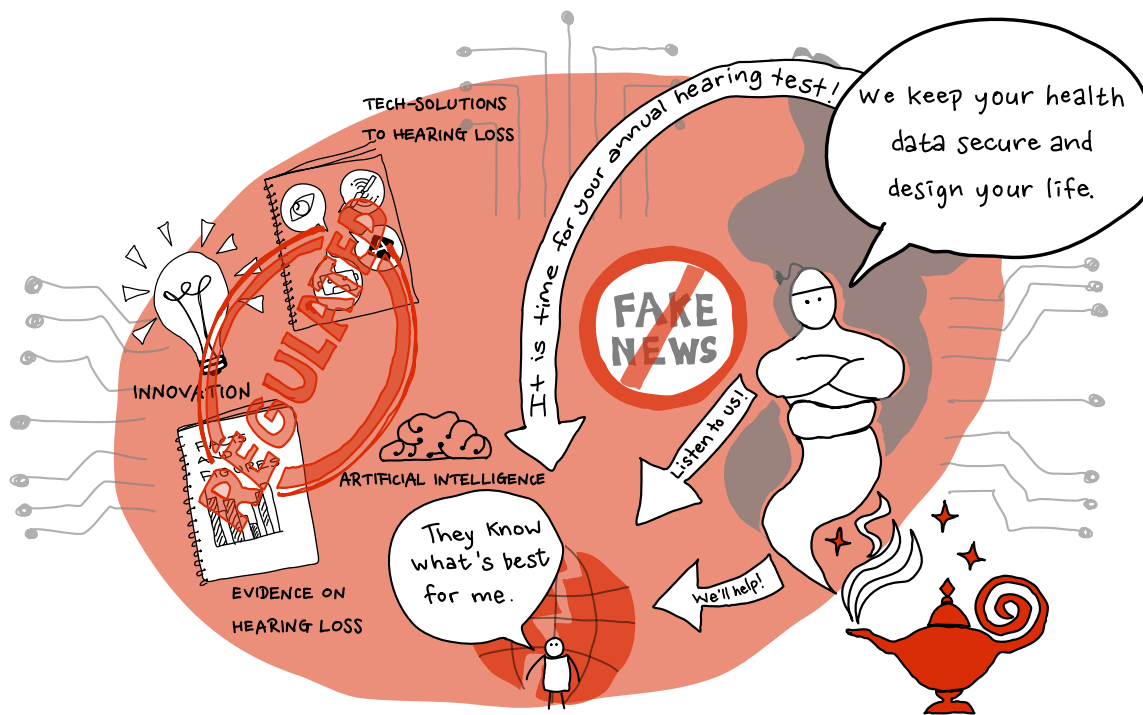 TECH-SOLUTIONS
TO HEARING LOSS
It is time for your annual hearing test!
We keep your health
data secure and
design your life.
REGULATED
FAKE
NEWS
INNOVATION
FACTS
AND
FIGURES
ARTIFICIAL INTELLIGENCE
Listen to us!
They know
what's best
for me.
We'll help!
EVIDENCE ON
HEARING LOSS